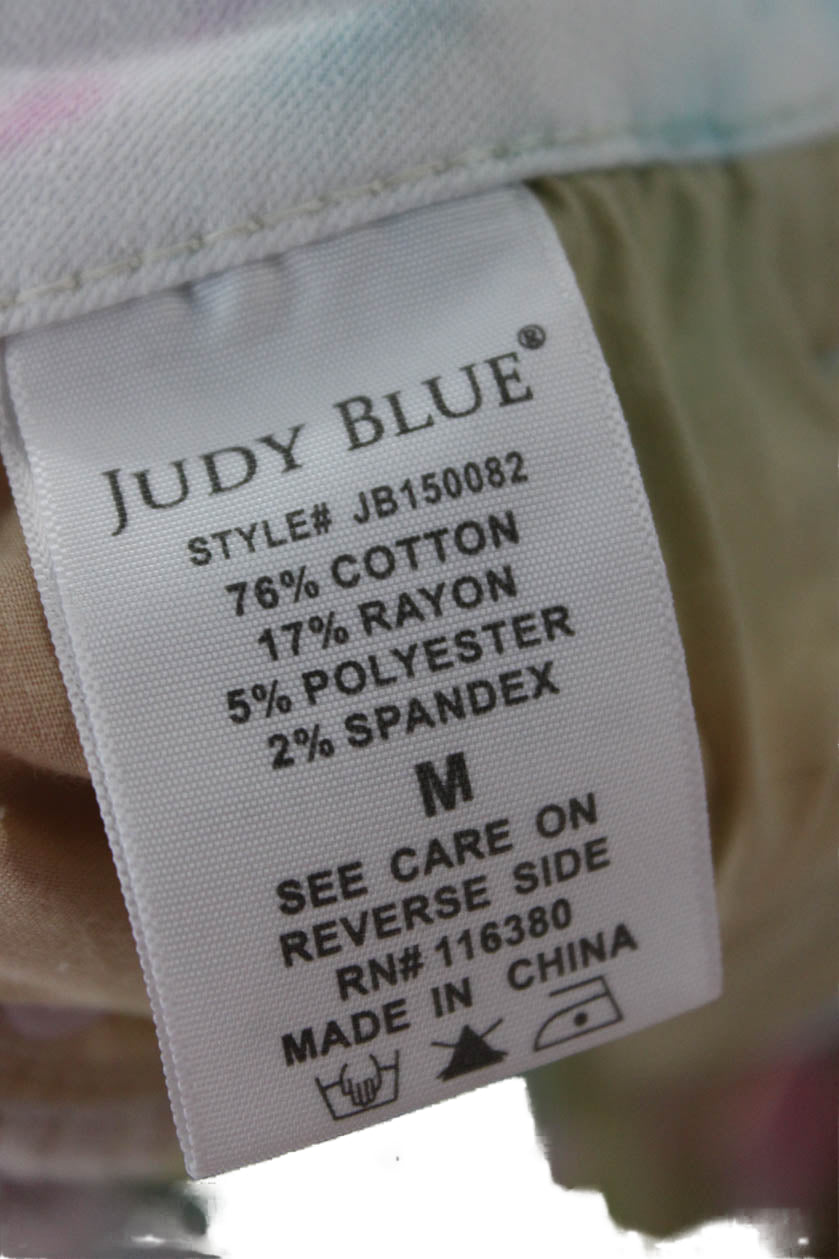 JUDY BLUE®
STYLE# JB150082
76% COTTON
17% RAYON
5% POLYESTER
2% SPANDEX
M
SEE CARE ON
REVERSE SIDE
RN# 116380
MADE IN CHINA